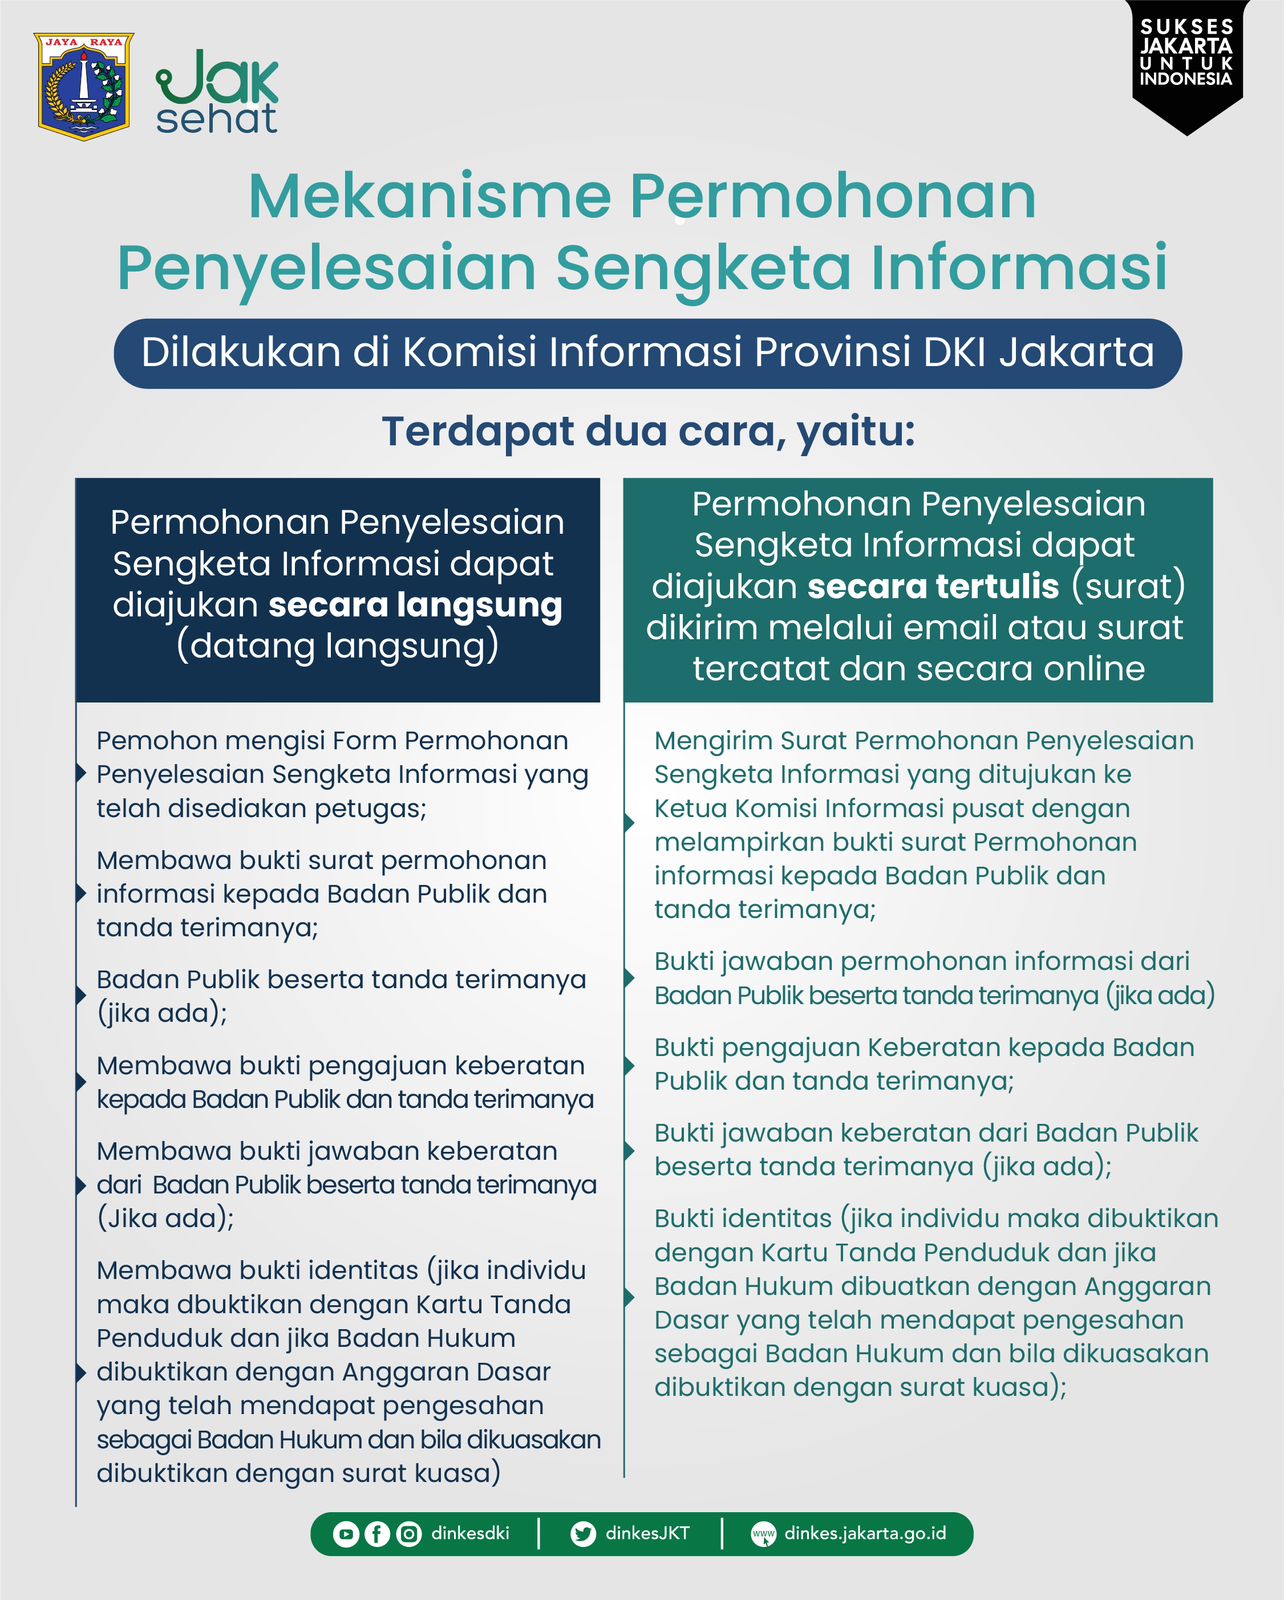 JAYA RAYA
Jak
sehat
SUKSES
JAKARTA
UNTUK
INDONESIA
Mekanisme Permohonan
Penyelesaian Sengketa Informasi
Dilakukan di Komisi Informasi Provinsi DKI Jakarta
Terdapat dua cara, yaitu:
Permohonan Penyelesaian
Sengketa Informasi dapat
diajukan secara langsung
(datang langsung)
Pemohon mengisi Form Permohonan
Penyelesaian Sengketa Informasi yang
telah disediakan petugas;
Membawa bukti surat permohonan
informasi kepada Badan Publik dan
tanda terimanya;
Badan Publik beserta tanda terimanya
(jika ada);
Membawa bukti pengajuan keberatan
kepada Badan Publik dan tanda terimanya
Membawa bukti jawaban keberatan
dari Badan Publik beserta tanda terimanya
(Jika ada);
Membawa bukti identitas (jika individu
maka dbuktikan dengan Kartu Tanda
Penduduk dan jika Badan Hukum
dibuktikan dengan Anggaran Dasar
yang telah mendapat pengesahan
sebagai Badan Hukum dan bila dikuasakan
dibuktikan dengan surat kuasa)
Permohonan Penyelesaian
Sengketa Informasi dapat
diajukan secara tertulis (surat)
dikirim melalui email atau surat
tercatat dan secara online
Mengirim Surat Permohonan Penyelesaian
Sengketa Informasi yang ditujukan ke
Ketua Komisi Informasi pusat dengan
melampirkan bukti surat Permohonan
informasi kepada Badan Publik dan
tanda terimanya;
Bukti jawaban permohonan informasi dari
Badan Publik beserta tanda terimanya (jika ada)
Bukti pengajuan Keberatan kepada Badan
Publik dan tanda terimanya;
Bukti jawaban keberatan dari Badan Publik
beserta tanda terimanya (jika ada);
Bukti identitas (jika individu maka dibuktikan
dengan Kartu Tanda Penduduk dan jika
Badan Hukum dibuatkan dengan Anggaran
Dasar yang telah mendapat pengesahan
sebagai Badan Hukum dan bila dikuasakan
dibuktikan dengan surat kuasa);
dinkesdki
dinkesJKT
www
dinkes.jakarta.go.id